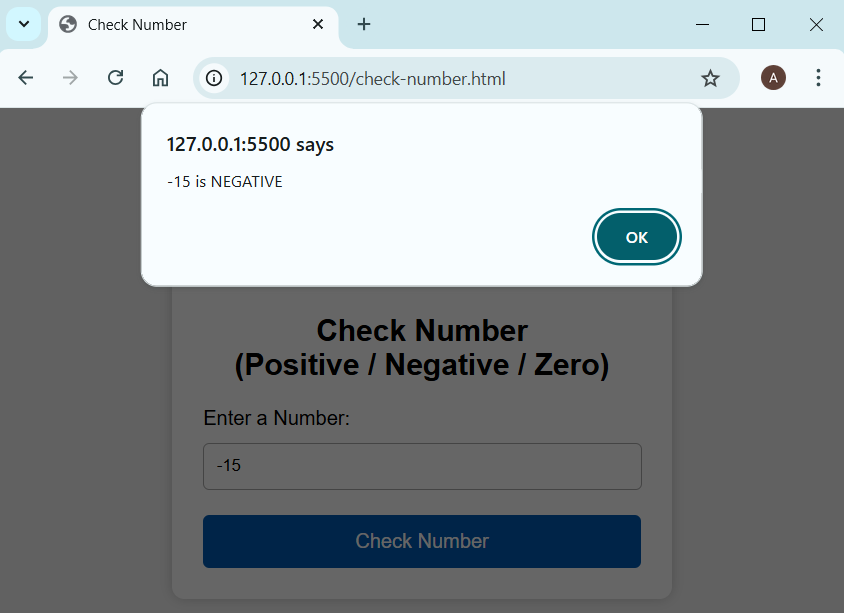 Check Number
127.0.0.1:5500/check-number.html
A
127.0.0.1:5500 says
-15 is NEGATIVE
OK
Check Number
(Positive / Negative / Zero)
Enter a Number:
-15
Check Number